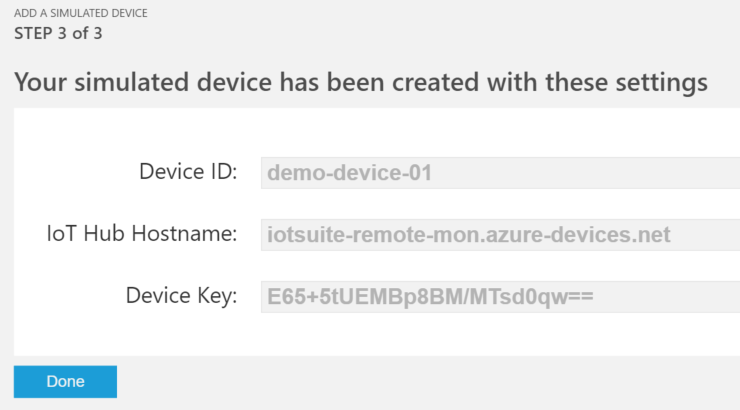 ADD A SIMULATED DEVICE
STEP 3 of 3
Your simulated device has been created with these settings
Device ID: demo-device-01
IoT Hub Hostname: iotsuite-remote-mon.azure-devices.net
Device Key: E65+5tUEMBp8BM/MTsd0qw==
Done